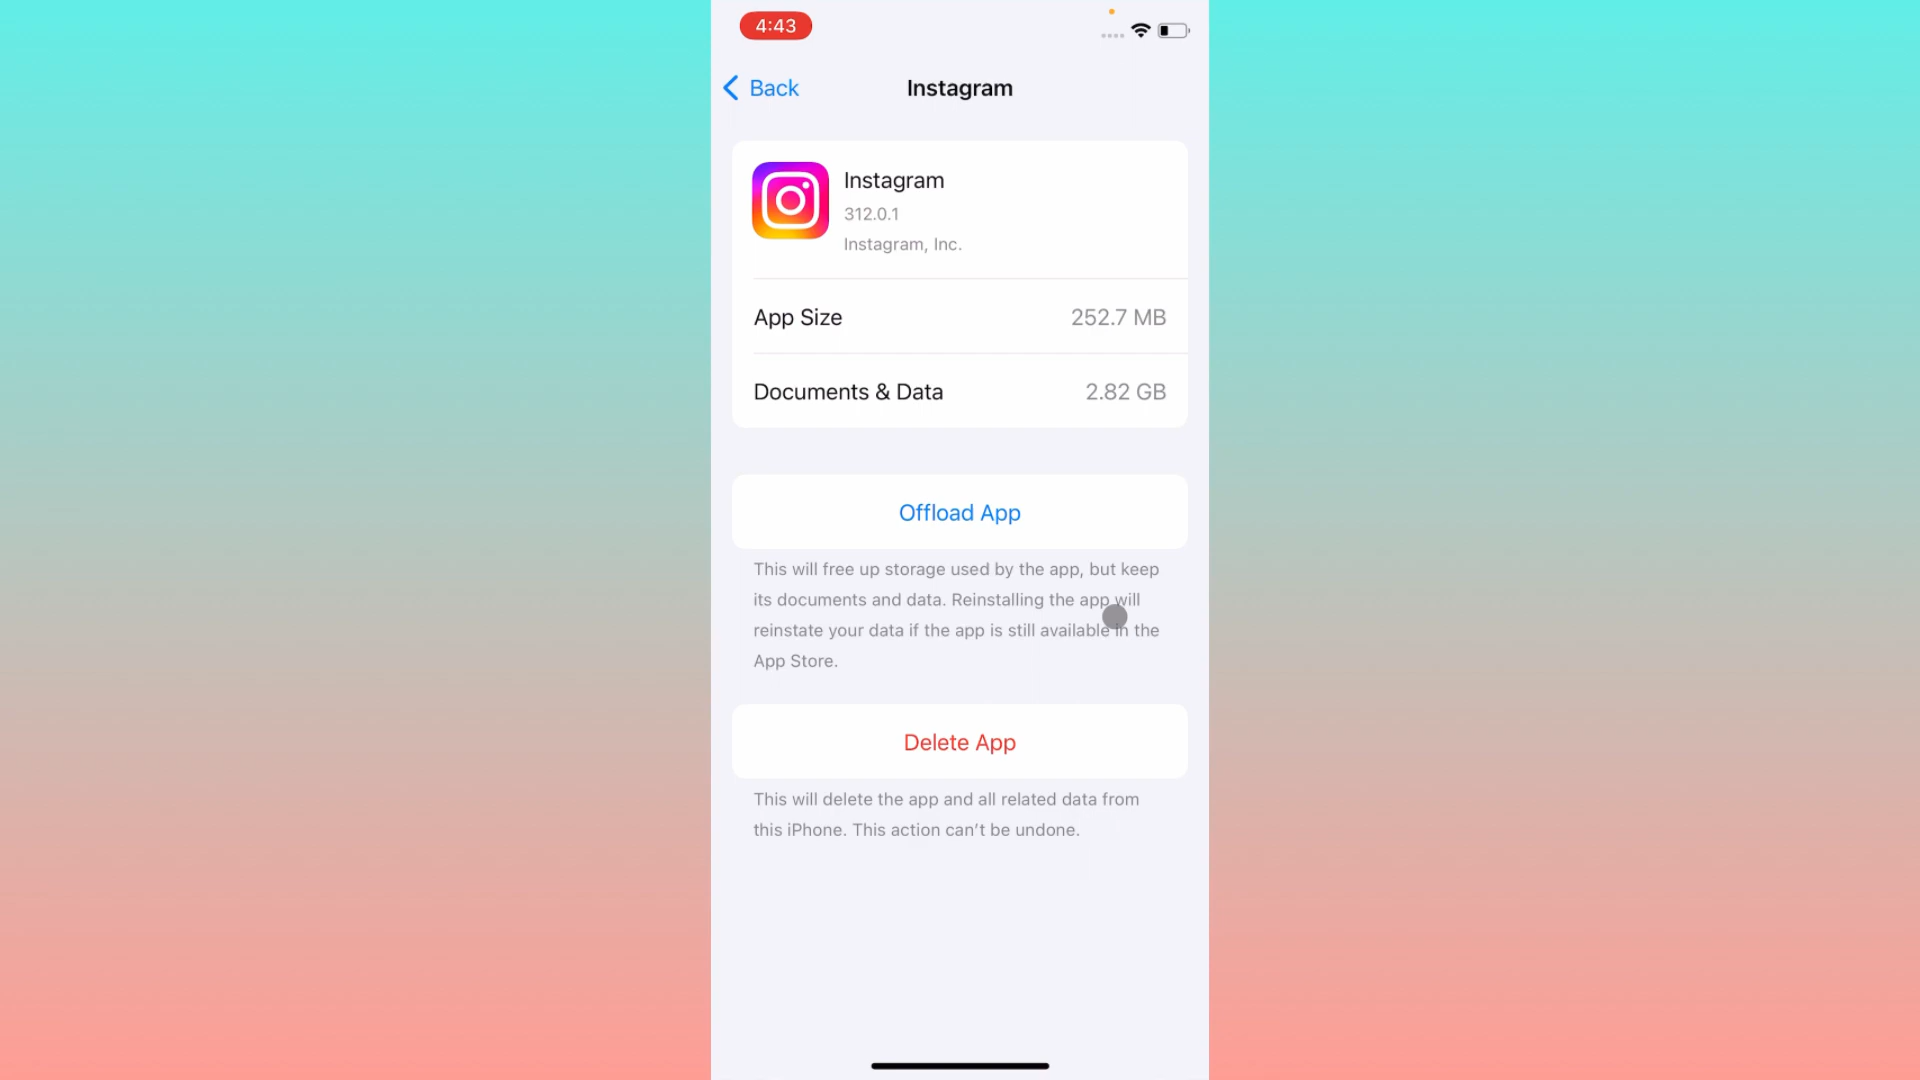 4:43
Back
Instagram
Instagram
312.0.1
Instagram, Inc.
App Size
252.7 MB
Documents & Data
2.82 GB
Offload App
This will free up storage used by the app, but keep
its documents and data. Reinstalling the app will
reinstate your data if the app is still available in the
App Store.
Delete App
This will delete the app and all related data from
this iPhone. This action can’t be undone.